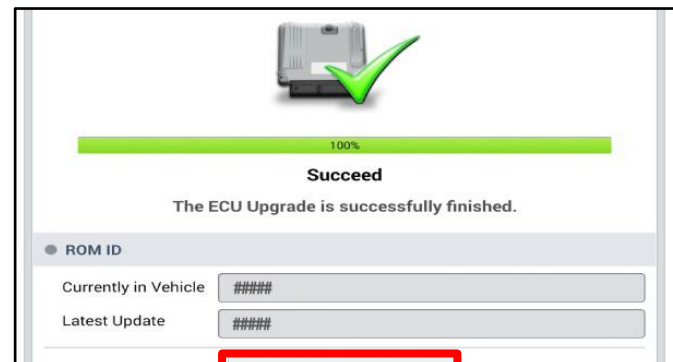 100%
Succeed
The ECU Upgrade is successfully finished.
ROM ID
Currently in Vehicle #####
Latest Update #####